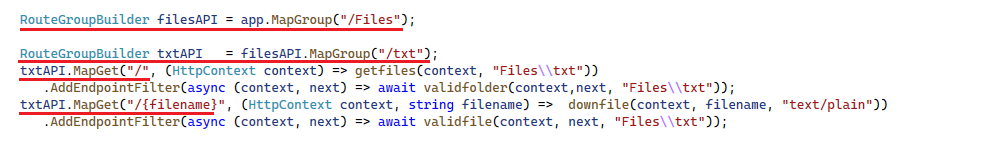 RouteGroupBuilder filesAPI = app.MapGroup("/Files");
RouteGroupBuilder txtAPI   = filesAPI.MapGroup("/txt");
txtAPI.MapGet("/", (HttpContext context) => getfiles(context, "Files\\txt"))
    .AddEndpointFilter(async (context, next) => await validfolder(context,next, "Files\\txt"));
txtAPI.MapGet("/{filename}", (HttpContext context, string filename) =>  downfile(context, filename, "text/plain"))
    .AddEndpointFilter(async (context, next) => await validfile(context, next, "Files\\txt"));